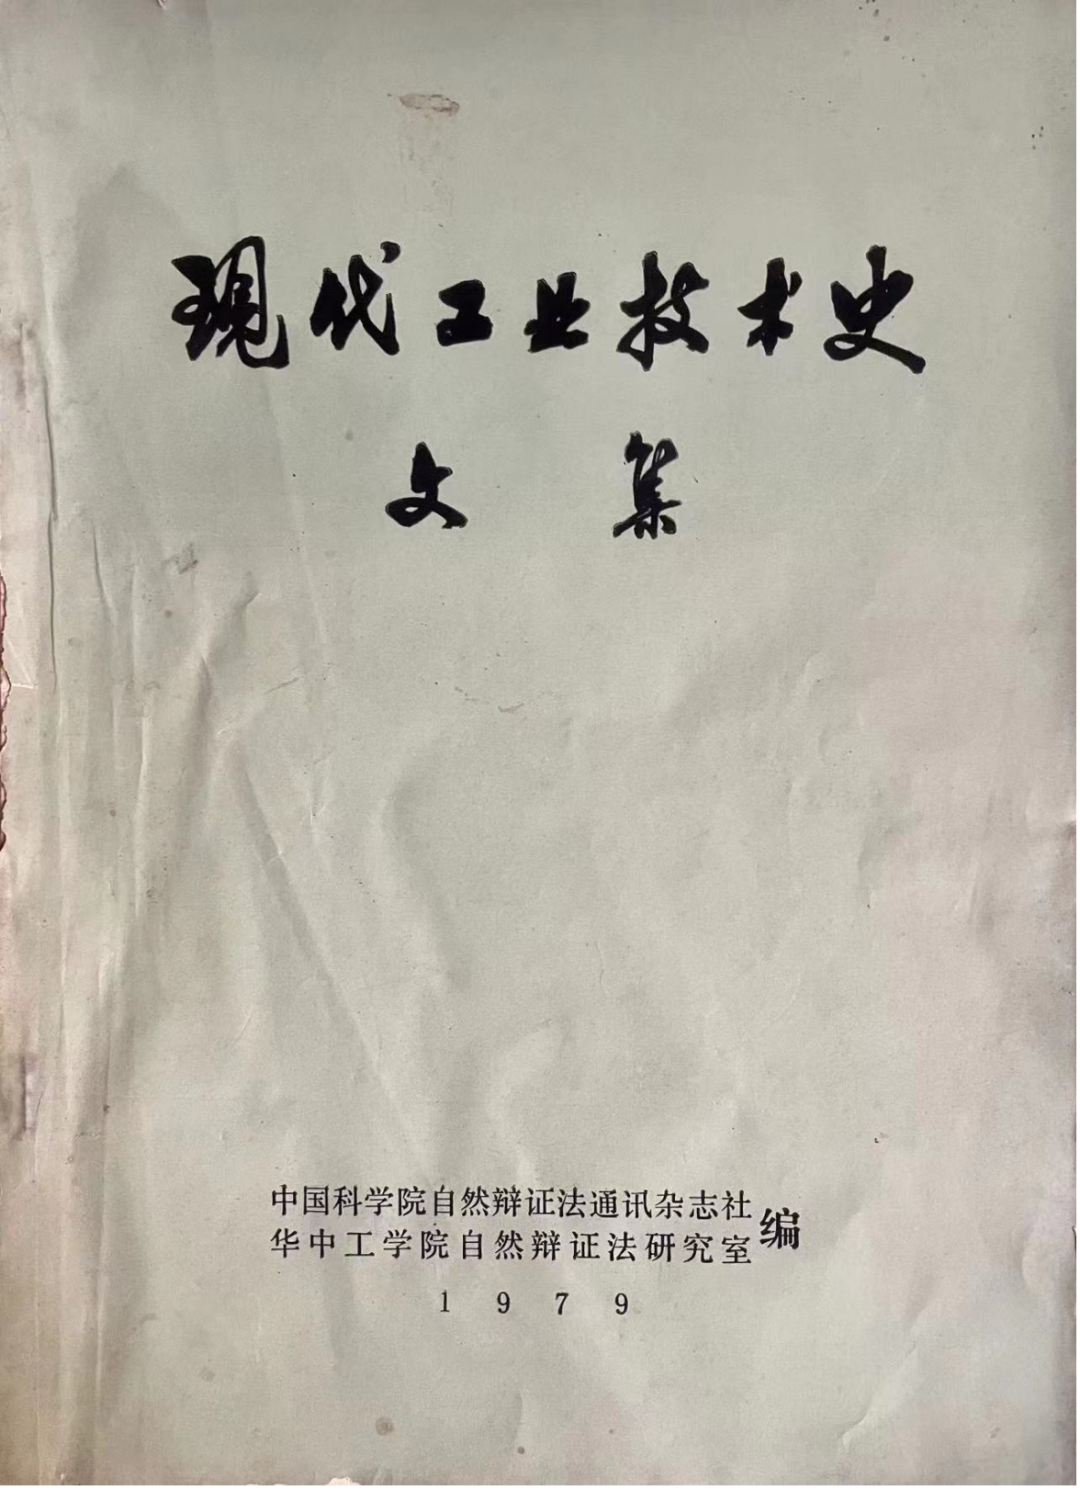 现代工业技术史
文集
中国科学院自然辩证法通讯杂志社
华中工学院自然辩证法研究室
编
1979